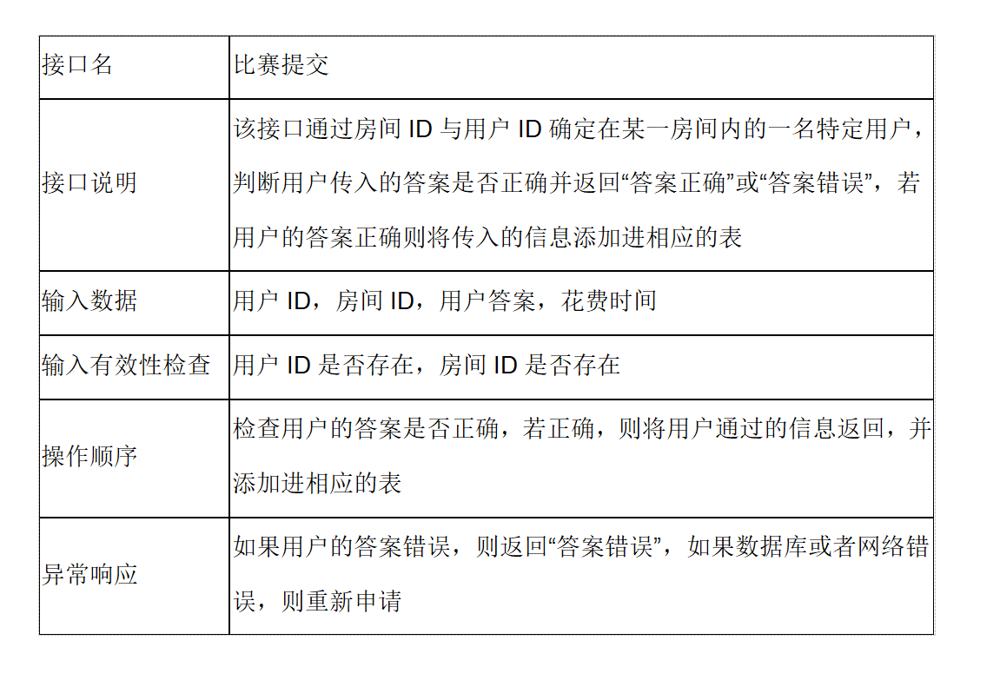 接口名
比赛提交
接口说明
该接口通过房间 ID 与用户 ID 确定在某一房间内的一名特定用户，
判断用户传入的答案是否正确并返回“答案正确”或“答案错误”，若
用户的答案正确则将传入的信息添加进相应的表
输入数据
用户 ID，房间 ID，用户答案，花费时间
输入有效性检查
用户 ID 是否存在，房间 ID 是否存在
操作顺序
检查用户的答案是否正确，若正确，则将用户通过的信息返回，并
添加进相应的表
异常响应
如果用户的答案错误，则返回“答案错误”，如果数据库或者网络错
误，则重新申请